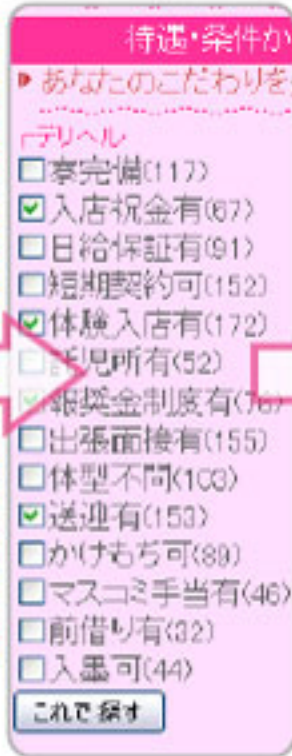 待遇・条件か
あなたのこだわりを
デリヘル
寮完備(117)
入店祝金有(67)
日給保証有(91)
短期契約可(152)
体験入店有(172)
託児所有(52)
報奨金制度有(76)
出張面接有(155)
体型不問(103)
送迎有(153)
かけもち可(89)
マスコミ手当有(46)
前借り有(32)
入墨可(44)
これで探す